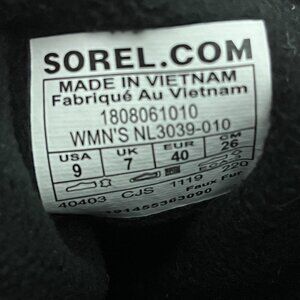 SOREL.COM
MADE IN VIETNAM
Fabriqué Au Vietnam
1808061010
WMN'S NL3039-010
USA UK EUR CM
9 7 40 26
40403 CJS 1119 Faux Fur